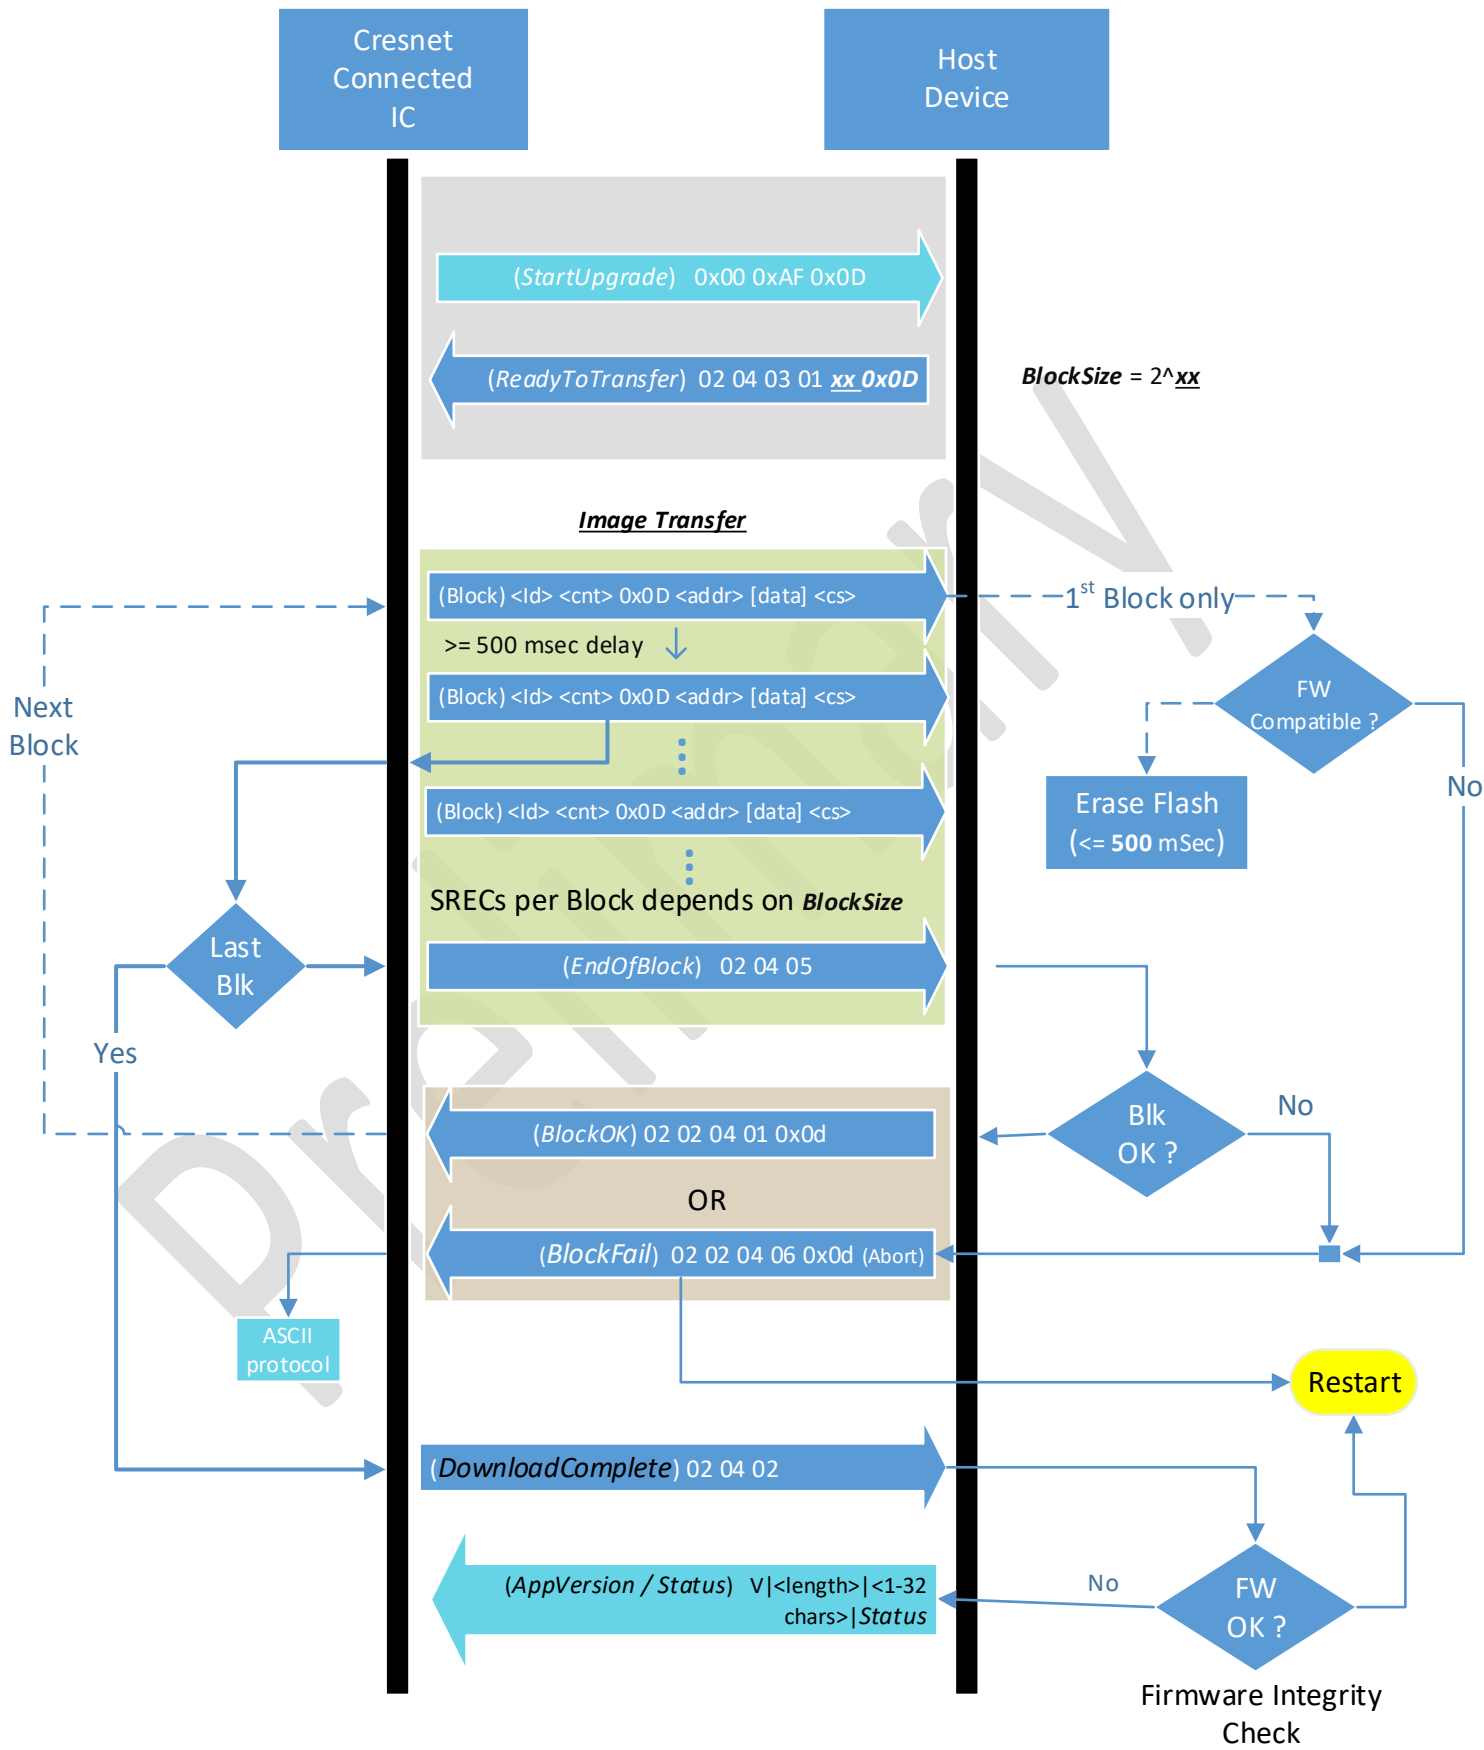 Cresnet
Connected
IC
Host
Device
(StartUpgrade) 0x00 0xAF 0x0D
(ReadyToTransfer) 02 04 03 01 xx 0x0D
BlockSize = 2^xx
Image Transfer
(Block) <Id> <cnt> 0x0D <addr> [data] <cs>
1st Block only
>= 500 msec delay
(Block) <Id> <cnt> 0x0D <addr> [data] <cs>
FW
Compatible ?
Next
Block
No
(Block) <Id> <cnt> 0x0D <addr> [data] <cs>
Erase Flash
(<= 500 mSec)
SRECs per Block depends on BlockSize
Last
Blk
(EndOfBlock) 02 04 05
Yes
(BlockOK) 02 02 04 01 0x0d
Blk
OK ?
No
OR
(BlockFail) 02 02 04 06 0x0d (Abort)
ASCII
protocol
Restart
(DownloadComplete) 02 04 02
(AppVersion / Status) V|<length>|<1-32
chars>|Status
No
FW
OK ?
Firmware Integrity
Check
Preliminary